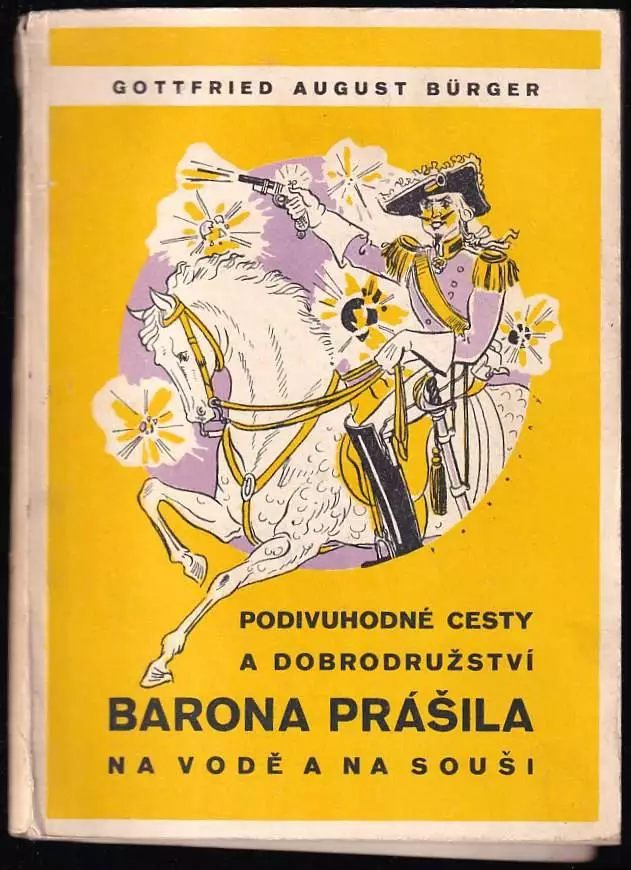 GOTTFRIED AUGUST BÜRGER
PODIVUHODNÉ CESTY
A DOBRODRUŽSTVÍ
BARONA PRÁŠILA
NA VODĚ A NA SOUŠI